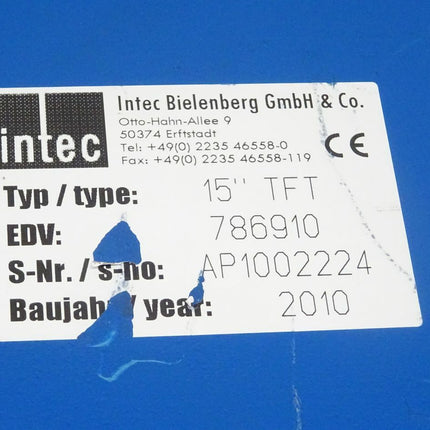 intec
Intec Bielenberg GmbH & Co.
Otto-Hahn-Allee 9
50374 Erftstadt
Tel: +49(0) 2235 46558-0
Fax: +49(0) 2235 46558-119
CE
Typ / type: 15" TFT
EDV: 786910
S-Nr. / s-no: AP1002224
Baujahr / year: 2010